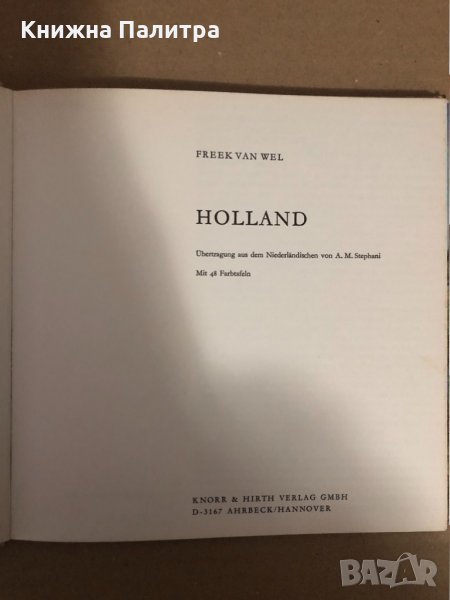 Книжна Палитра
FREEK VAN WEL
HOLLAND
Übertragung aus dem Niederländischen von A. M. Stephani
Mit 48 Farbtafeln
KNORR & HIRTH VERLAG GMBH
D-3167 AHRBECK/HANNOVER
BAZAR